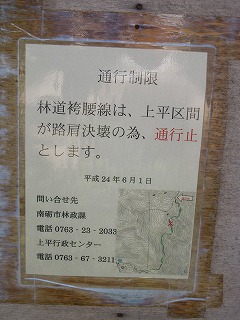 通行制限
林道袴腰線は、上平区間
が路肩決壊の為、通行止
とします。
平成24年6月1日
問い合せ先
南砺市林政課
電話 0763-23-2033
上平行政センター
電話 0763-67-3211